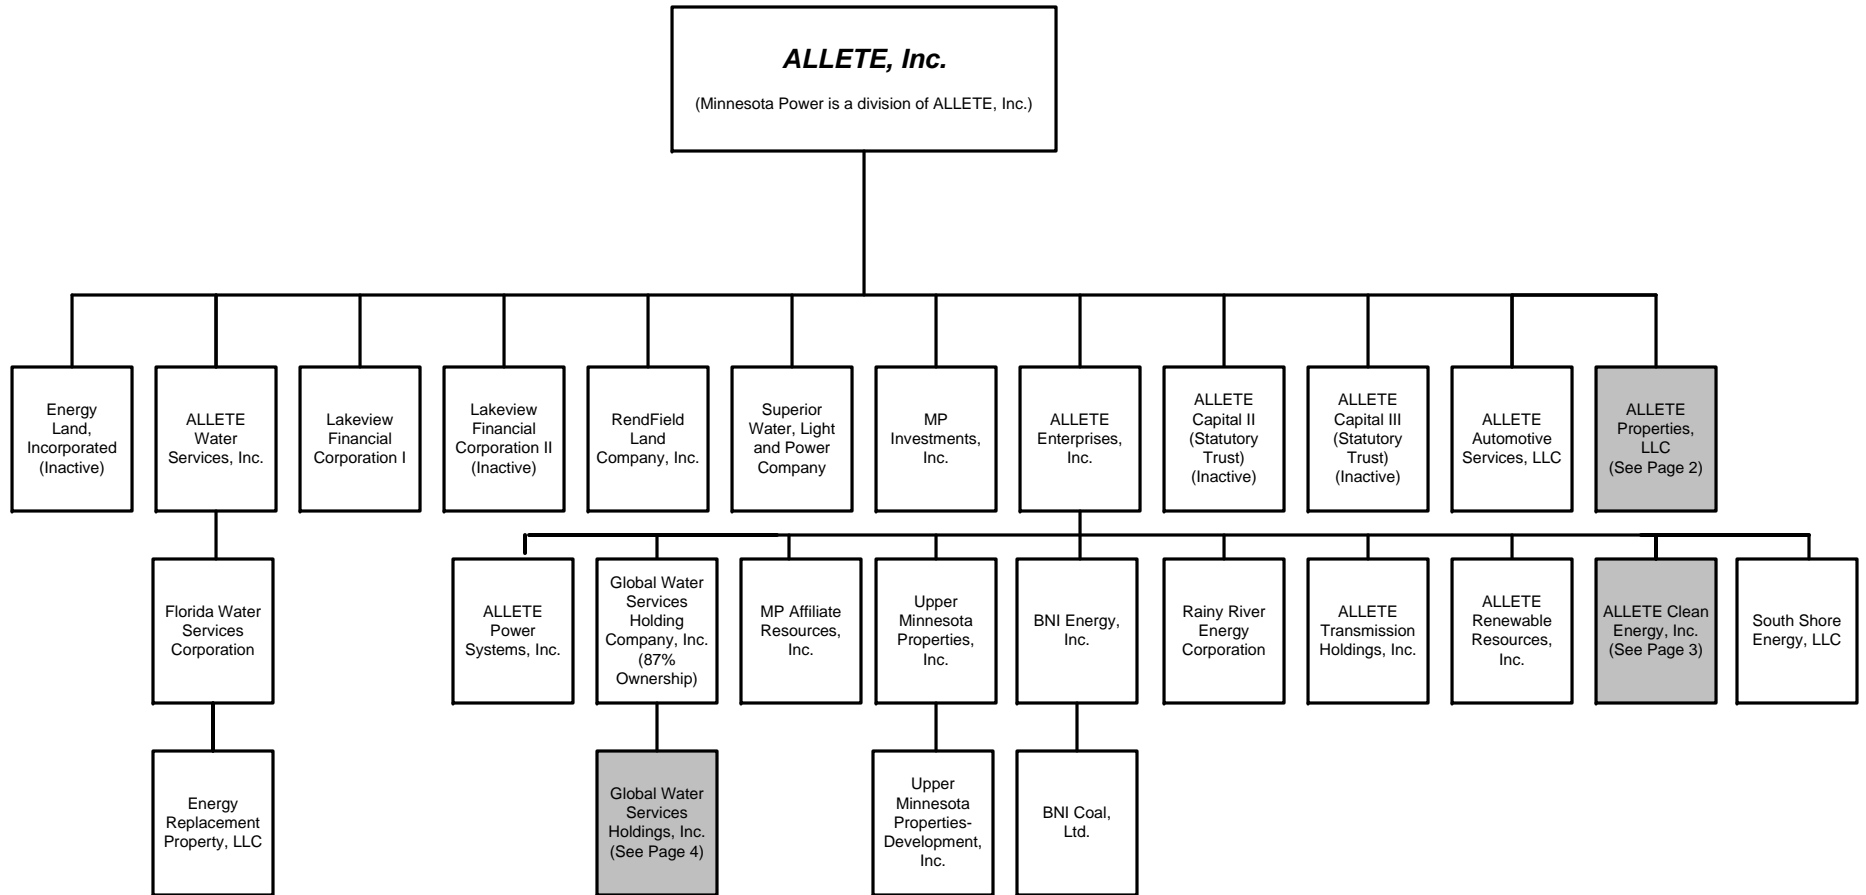 ALLETE, Inc.
(Minnesota Power is a division of ALLETE, Inc.)
Energy
Land,
Incorporated
(Inactive)
ALLETE
Water
Services, Inc.
Lakeview
Financial
Corporation I
Lakeview
Financial
Corporation II
(Inactive)
RendField
Land
Company, Inc.
Superior
Water, Light
and Power
Company
MP
Investments,
Inc.
ALLETE
Enterprises,
Inc.
ALLETE
Capital II
(Statutory
Trust)
(Inactive)
ALLETE
Capital III
(Statutory
Trust)
(Inactive)
ALLETE
Automotive
Services, LLC
ALLETE
Properties,
LLC
(See Page 2)
Florida Water
Services
Corporation
ALLETE
Power
Systems, Inc.
Global Water
Services
Holding
Company, Inc.
(87%
Ownership)
MP Affiliate
Resources,
Inc.
Upper
Minnesota
Properties,
Inc.
BNI Energy,
Inc.
Rainy River
Energy
Corporation
ALLETE
Transmission
Holdings, Inc.
ALLETE
Renewable
Resources,
Inc.
ALLETE Clean
Energy, Inc.
(See Page 3)
South Shore
Energy, LLC
Energy
Replacement
Property, LLC
Global Water
Services
Holdings, Inc.
(See Page 4)
Upper
Minnesota
Properties-
Development,
Inc.
BNI Coal,
Ltd.